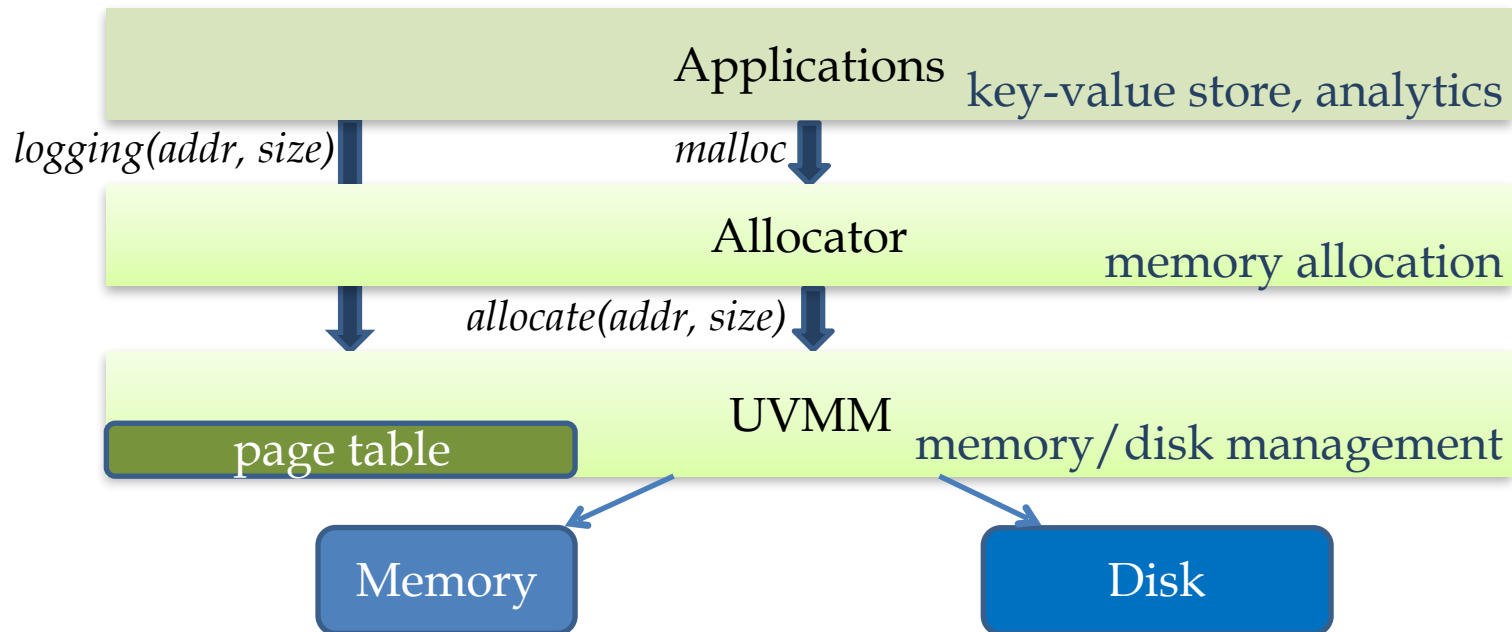 Applications
key-value store, analytics
logging(addr, size)
malloc
Allocator
memory allocation
allocate(addr, size)
UVMM
page table
memory/disk management
Memory
Disk